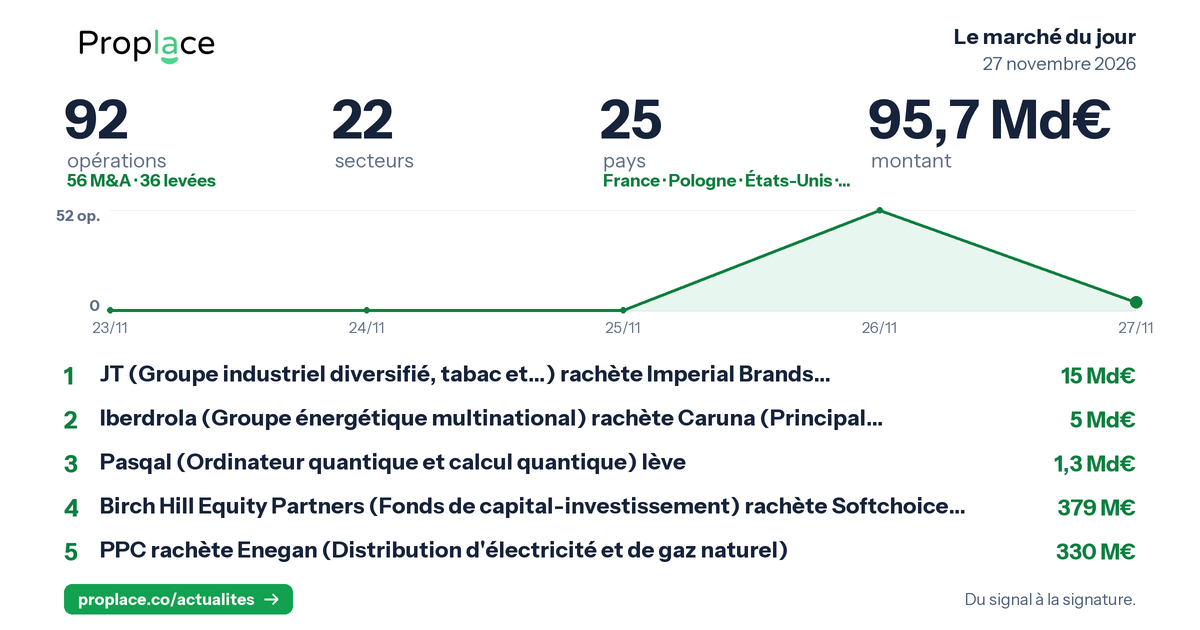 Proplace
Le marché du jour
27 novembre 2026
92
opérations
56 M&A · 36 levées
22
secteurs
25
pays
France · Pologne · États-Unis ·...
95,7 Md€
montant
52 op.
0
23/11
24/11
25/11
26/11
27/11
1 JT (Groupe industriel diversifié, tabac et...) rachète Imperial Brands... 15 Md€
2 Iberdrola (Groupe énergétique multinational) rachète Caruna (Principal... 5 Md€
3 Pasqal (Ordinateur quantique et calcul quantique) lève 1,3 Md€
4 Birch Hill Equity Partners (Fonds de capital-investissement) rachète Softchoice... 379 M€
5 PPC rachète Enegan (Distribution d'électricité et de gaz naturel) 330 M€
proplace.co/actualites →
Du signal à la signature.